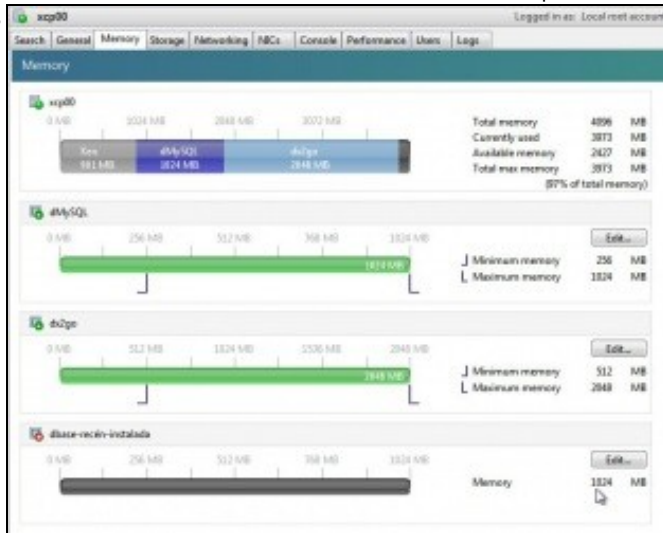 xcp00 Logged in as: Local root account
Search General Memory Storage Networking NICs Console Performance Users Logs
Memory
xcp00
0 MB 1024 MB 2048 MB 3072 MB
Xen dMySQL dx2go
901 MB 1024 MB 2048 MB
Total memory 4096 MB
Currently used 3973 MB
Available memory 2427 MB
Total max memory 3973 MB
(97% of total memory)
dMySQL
0 MB 256 MB 512 MB 768 MB 1024 MB
1024 MB
Edit...
Minimum memory 256 MB
Maximum memory 1024 MB
dx2go
0 MB 512 MB 1024 MB 1536 MB 2048 MB
2048 MB
Edit...
Minimum memory 512 MB
Maximum memory 2048 MB
dbase-recén-instalada
0 MB 256 MB 512 MB 768 MB 1024 MB
Edit...
Memory 1024 MB